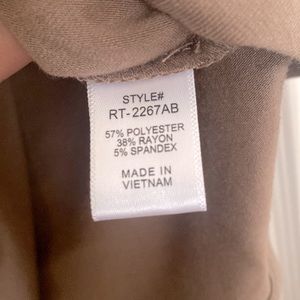 STYLE#
RT-2267AB
57% POLYESTER
38% RAYON
5% SPANDEX
MADE IN
VIETNAM